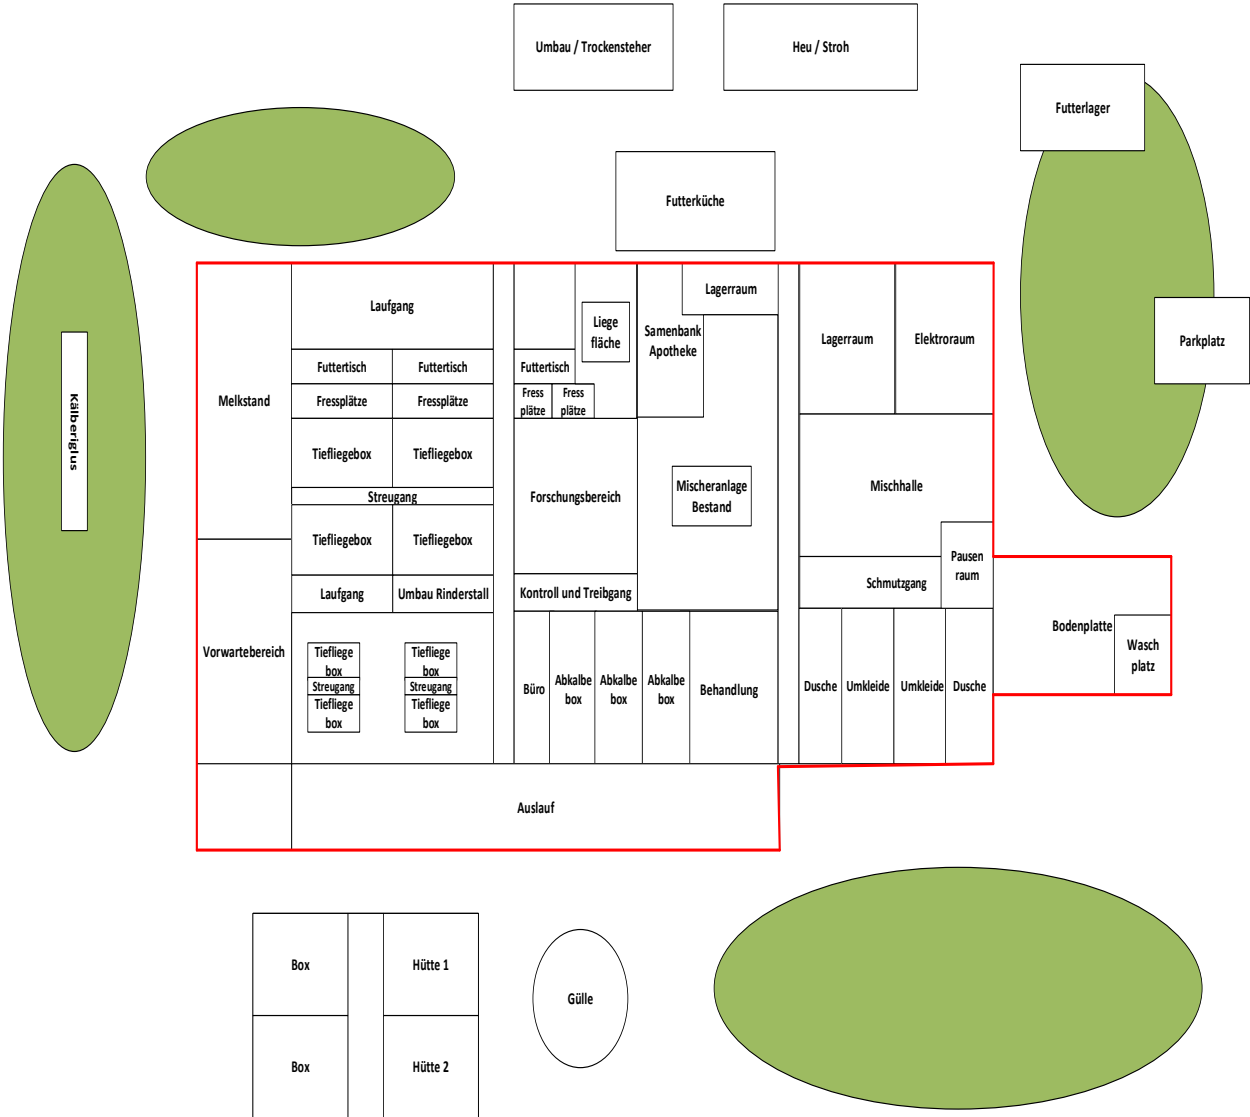 Umbau / Trockensteher
Heu / Stroh
Futterlager
Futterküche
Parkplatz
Kälberiglus
Melkstand
Laufgang
Futtertisch
Futtertisch
Fressplätze
Fressplätze
Tiefliegebox
Tiefliegebox
Streugang
Tiefliegebox
Tiefliegebox
Laufgang
Umbau Rinderstall
Vorwartebereich
Tiefliege
box
Streugang
Tiefliege
box
Tiefliege
box
Streugang
Tiefliege
box
Liege
fläche
Futtertisch
Fress
plätze
Fress
plätze
Forschungsbereich
Kontroll und Treibgang
Lagerraum
Samenbank
Apotheke
Mischeranlage
Bestand
Büro
Abkalbe
box
Abkalbe
box
Abkalbe
box
Behandlung
Lagerraum
Elektroraum
Mischhalle
Pausen
raum
Schmutzgang
Dusche
Umkleide
Umkleide
Dusche
Bodenplatte
Wasch
platz
Auslauf
Box
Hütte 1
Box
Hütte 2
Gülle